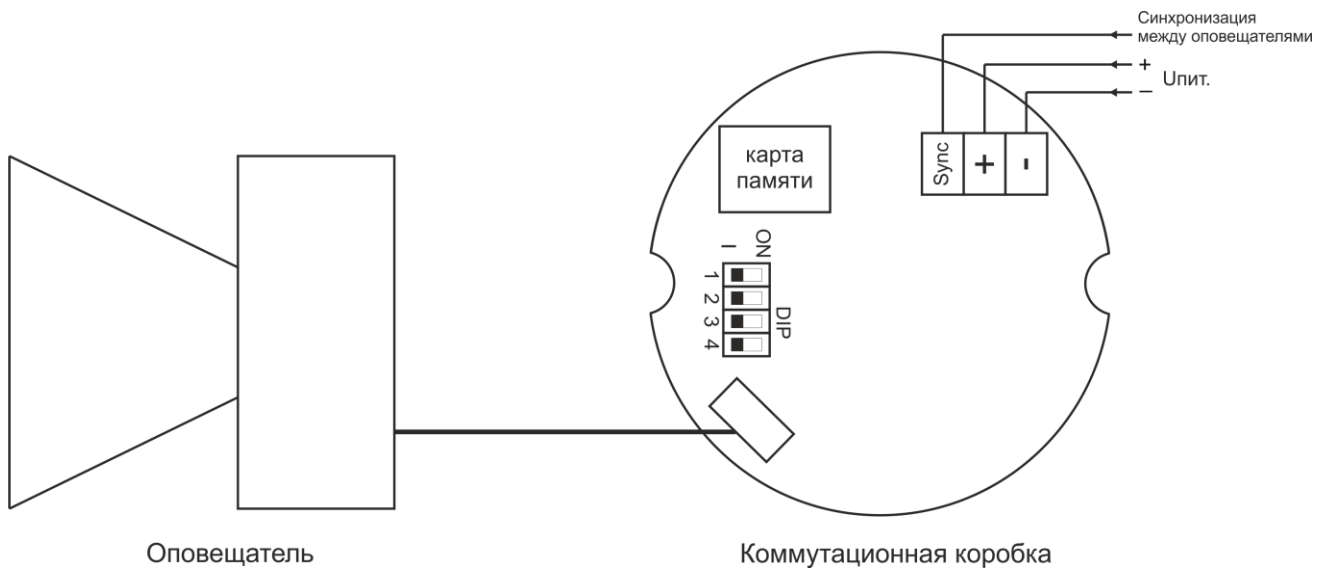 Синхронизация
между оповещателями
+
Uпит.
–
карта
памяти
Sync
+
-
I ON
1
2
3
4
DIP
Оповещатель
Коммутационная коробка